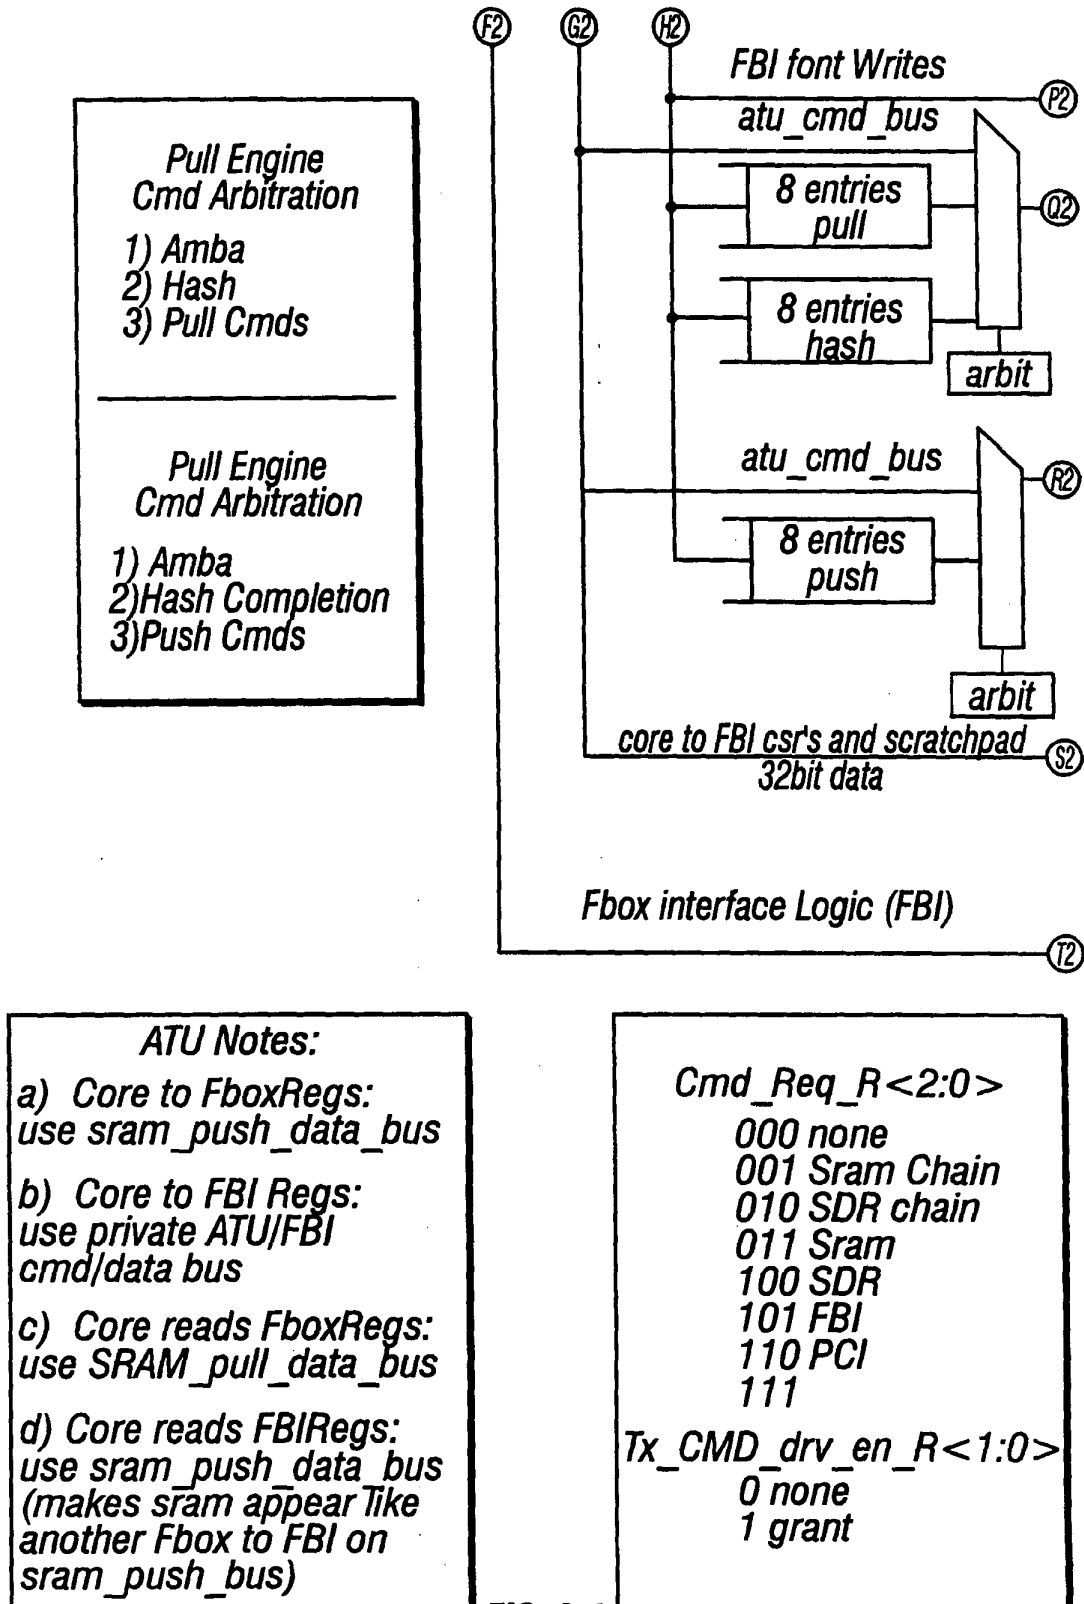 F2
G2
H2
FBI font Writes
P2
atu_cmd_bus
8 entries
pull
Q2
8 entries
hash
arbit
Pull Engine
Cmd Arbitration
1) Amba
2) Hash
3) Pull Cmds
Pull Engine
Cmd Arbitration
1) Amba
2)Hash Completion
3)Push Cmds
atu_cmd_bus
R2
8 entries
push
arbit
core to FBI csr's and scratchpad
32bit data
S2
Fbox interface Logic (FBI)
T2
ATU Notes:
a) Core to FboxRegs:
use sram_push_data_bus
b) Core to FBI Regs:
use private ATU/FBI
cmd/data bus
c) Core reads FboxRegs:
use SRAM_pull_data_bus
d) Core reads FBIRegs:
use sram_push_data_bus
(makes sram appear like
another Fbox to FBI on
sram_push_bus)
Cmd_Req_R<2:0>
000 none
001 Sram Chain
010 SDR chain
011 Sram
100 SDR
101 FBI
110 PCI
111
Tx_CMD_drv_en_R<1:0>
0 none
1 grant